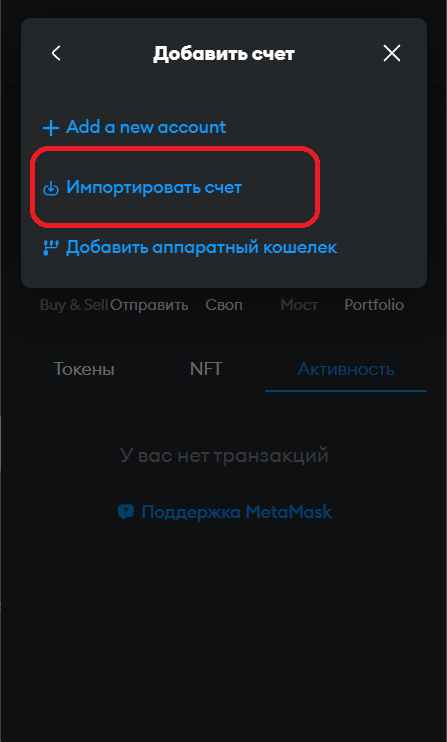 Добавить счет
Add a new account
Импортировать счет
Добавить аппаратный кошелек
Buy & Sell Отправить Своп Мост Portfolio
Токены NFT Активность
У вас нет транзакций
Поддержка MetaMask